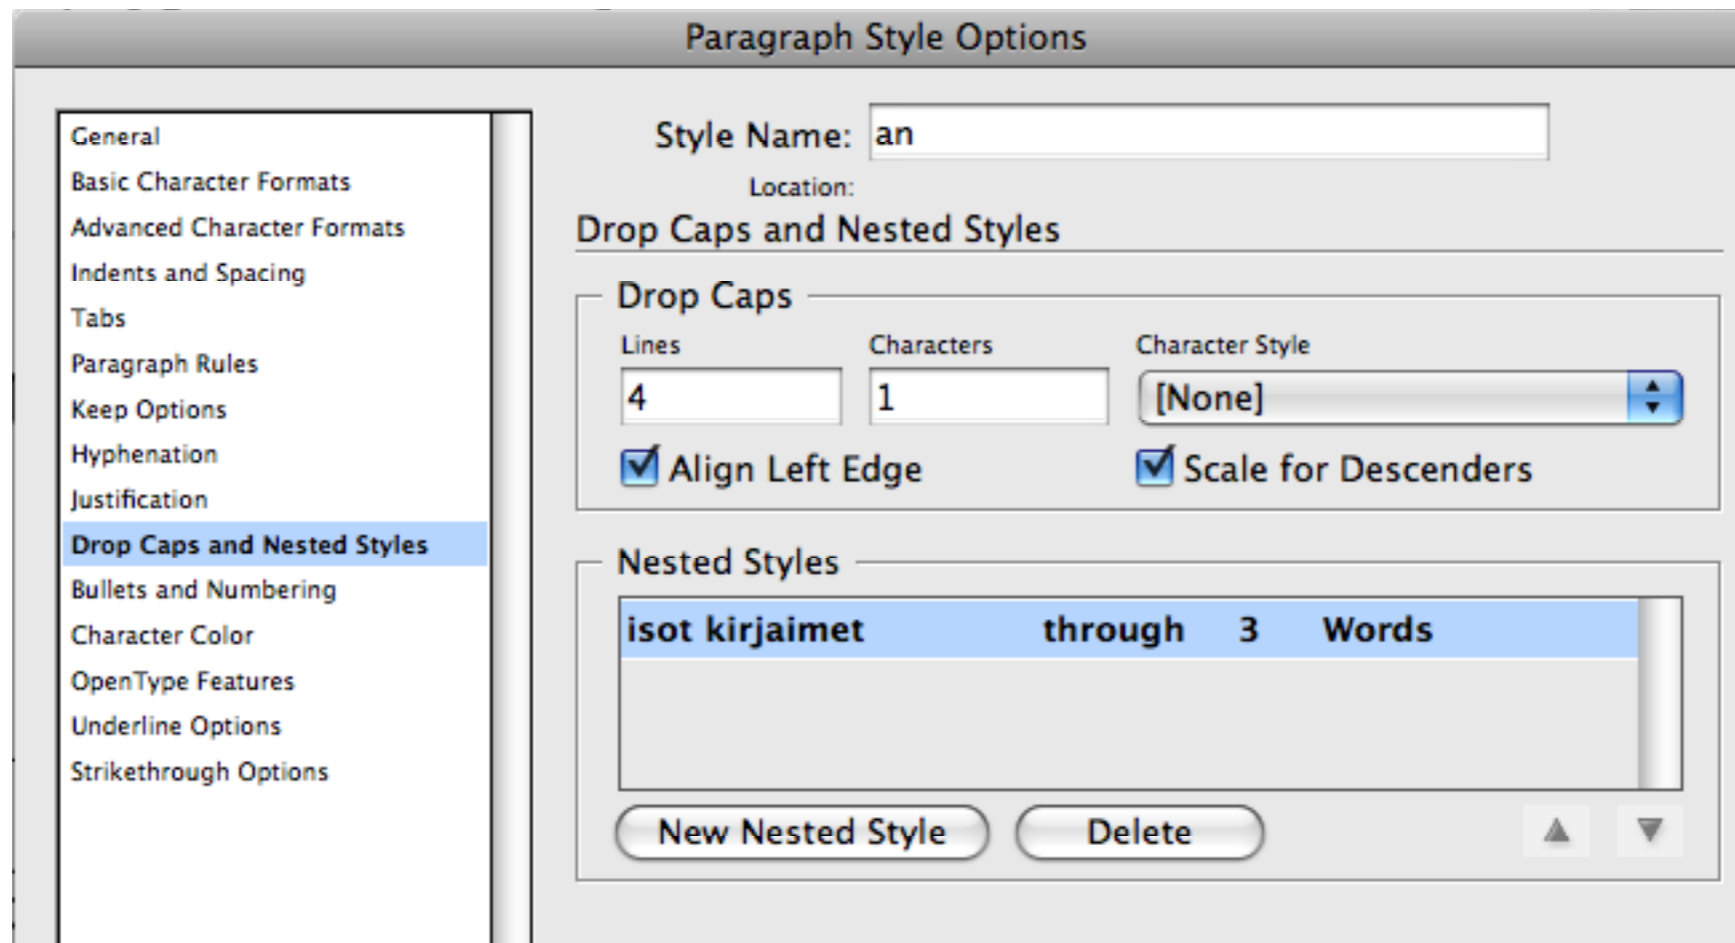 Paragraph Style Options
General
Basic Character Formats
Advanced Character Formats
Indents and Spacing
Tabs
Paragraph Rules
Keep Options
Hyphenation
Justification
Drop Caps and Nested Styles
Bullets and Numbering
Character Color
OpenType Features
Underline Options
Strikethrough Options
Style Name: an
Location:
Drop Caps and Nested Styles
Drop Caps
Lines Characters Character Style
4 1 [None]
Align Left Edge Scale for Descenders
Nested Styles
isot kirjaimet through 3 Words
New Nested Style Delete